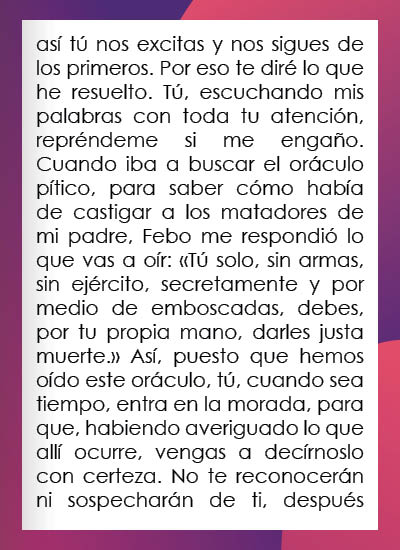 así tú nos excitas y nos sigues de
los primeros. Por eso te diré lo que
he resuelto. Tú, escuchando mis
palabras con toda tu atención,
repréndeme si me engaño.
Cuando iba a buscar el oráculo
pítico, para saber cómo había
de castigar a los matadores de
mi padre, Febo me respondió lo
que vas a oír: «Tú solo, sin armas,
sin ejército, secretamente y por
medio de emboscadas, debes,
por tu propia mano, darles justa
muerte.» Así, puesto que hemos
oído este oráculo, tú, cuando sea
tiempo, entra en la morada, para
que, habiendo averiguado lo que
allí ocurre, vengas a decírnoslo
con certeza. No te reconocerán
ni sospecharán de ti, después